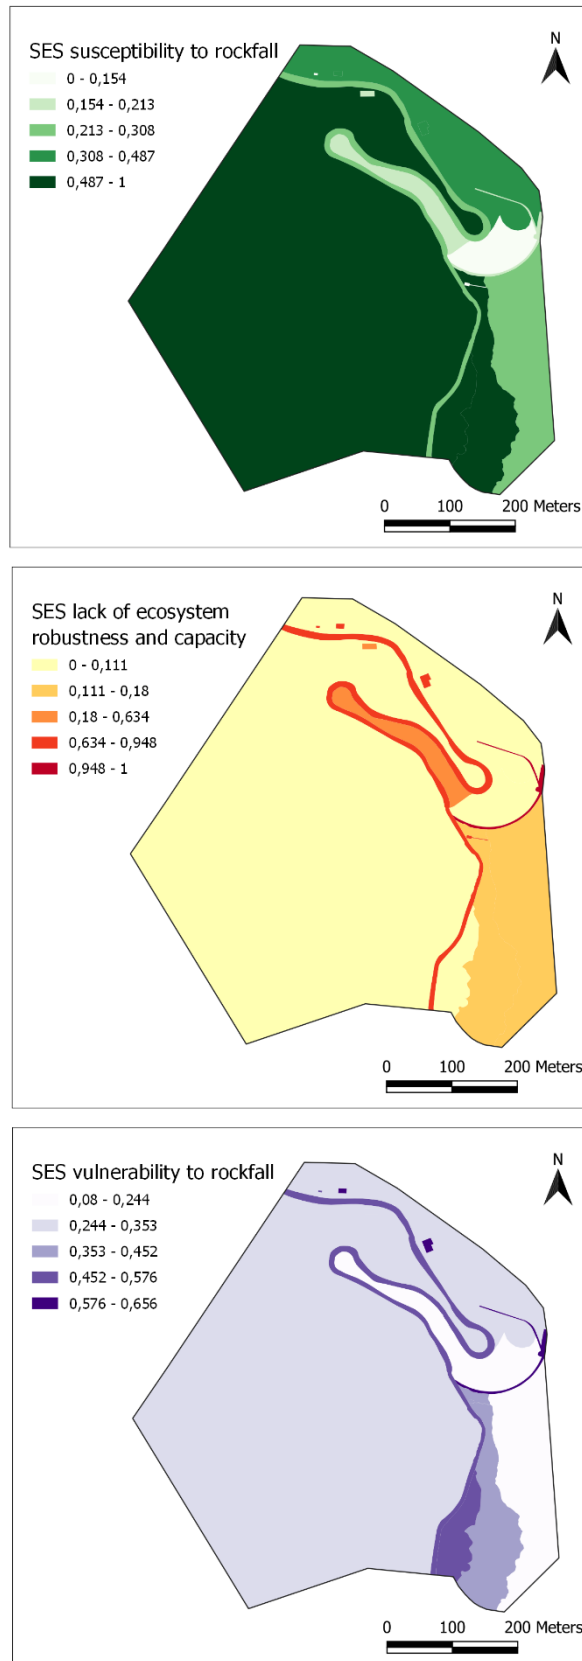 SES susceptibility to rockfall
N
0 - 0,154
0,154 - 0,213
0,213 - 0,308
0,308 - 0,487
0,487 - 1
0 100 200 Meters
SES lack of ecosystem
robustness and capacity
N
0 - 0,111
0,111 - 0,18
0,18 - 0,634
0,634 - 0,948
0,948 - 1
0 100 200 Meters
SES vulnerability to rockfall
N
0,08 - 0,244
0,244 - 0,353
0,353 - 0,452
0,452 - 0,576
0,576 - 0,656
0 100 200 Meters